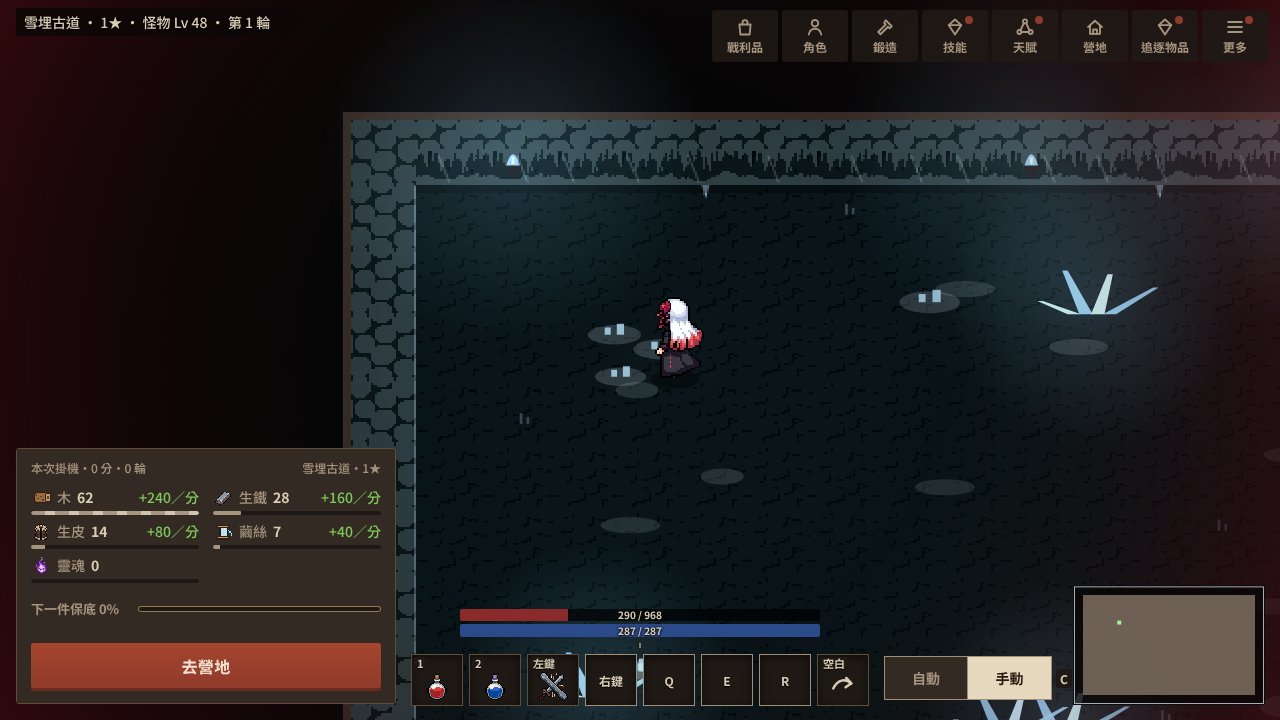 雪埋古道 · 1★ · 怪物 Lv 48 · 第 1 輪
戰利品
角色
鍛造
技能
天賦
營地
追逐物品
更多
本次掛機·0 分·0 輪
雪埋古道·1★
木 62 +240／分
生鐵 28 +160／分
生皮 14 +80／分
繭絲 7 +40／分
靈魂 0
下一件保底 0%
去營地
290 / 968
287 / 287
1
2
左鍵
右鍵
Q
E
R
空白
自動
手動
C